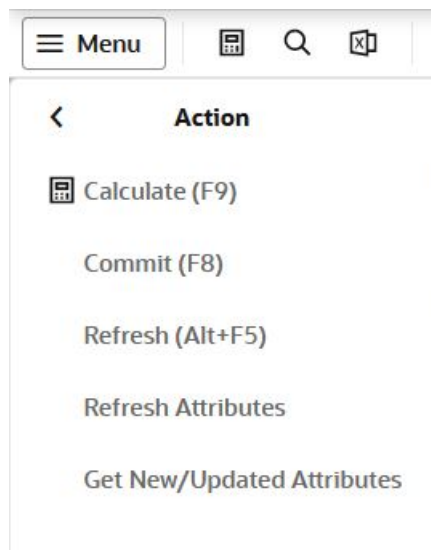 Menu
Action
Calculate (F9)
Commit (F8)
Refresh (Alt+F5)
Refresh Attributes
Get New/Updated Attributes